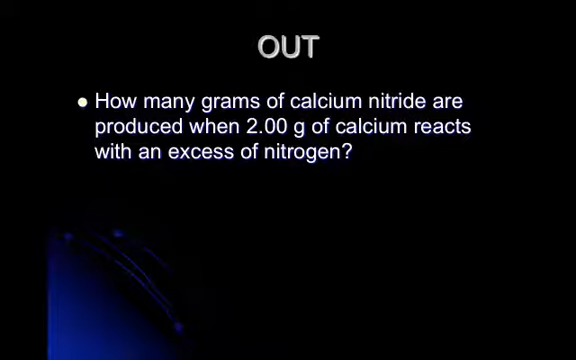 OUT
How many grams of calcium nitride are
produced when 2.00 g of calcium reacts
with an excess of nitrogen?